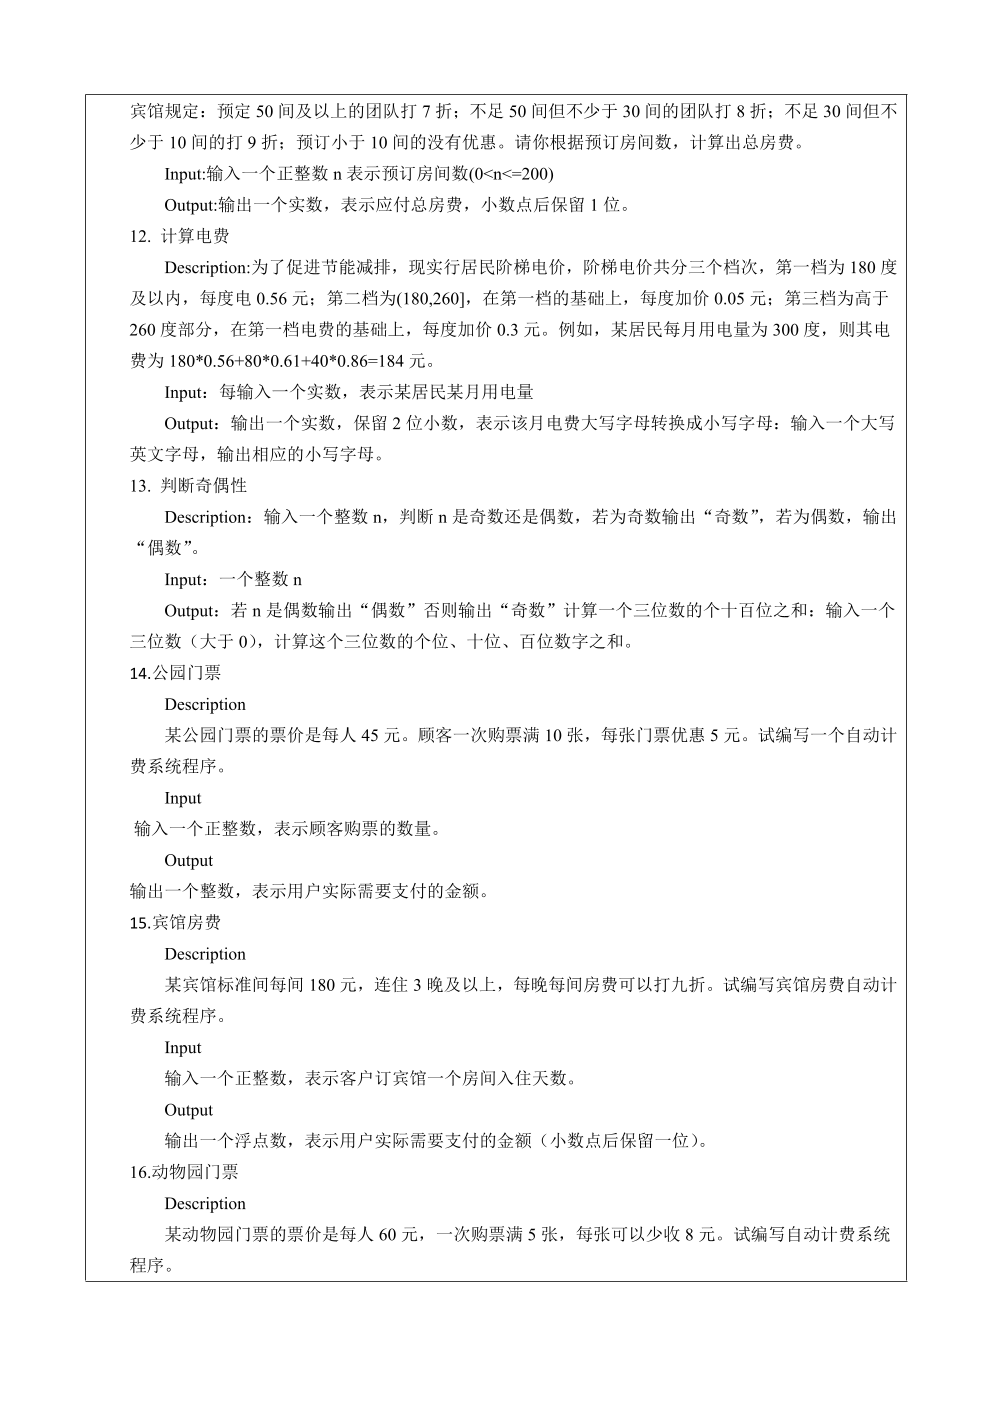 宾馆规定：预定 50 间及以上的团队打 7 折；不足 50 间但不少于 30 间的团队打 8 折；不足 30 间但不
少于 10 间的打 9 折；预订小于 10 间的没有优惠。请你根据预订房间数，计算出总房费。
Input:输入一个正整数 n 表示预订房间数(0<n<=200)
Output:输出一个实数，表示应付总房费，小数点后保留 1 位。
12. 计算电费
Description:为了促进节能减排，现实行居民阶梯电价，阶梯电价共分三个档次，第一档为 180 度
及以内，每度电 0.56 元；第二档为(180,260]，在第一档的基础上，每度加价 0.05 元；第三档为高于
260 度部分，在第一档电费的基础上，每度加价 0.3 元。例如，某居民每月用电量为 300 度，则其电
费为 180*0.56+80*0.61+40*0.86=184 元。
Input：每输入一个实数，表示某居民某月用电量
Output：输出一个实数，保留 2 位小数，表示该月电费大写字母转换成小写字母：输入一个大写
英文字母，输出相应的小写字母。
13. 判断奇偶性
Description：输入一个整数 n，判断 n 是奇数还是偶数，若为奇数输出“奇数”，若为偶数，输出
“偶数”。
Input：一个整数 n
Output：若 n 是偶数输出“偶数”否则输出“奇数”计算一个三位数的个十百位之和：输入一个
三位数（大于 0），计算这个三位数的个位、十位、百位数字之和。
14.公园门票
Description
某公园门票的票价是每人 45 元。顾客一次购票满 10 张，每张门票优惠 5 元。试编写一个自动计
费系统程序。
Input
输入一个正整数，表示顾客购票的数量。
Output
输出一个整数，表示用户实际需要支付的金额。
15.宾馆房费
Description
某宾馆标准间每间 180 元，连住 3 晚及以上，每晚每间房费可以打九折。试编写宾馆房费自动计
费系统程序。
Input
输入一个正整数，表示客户订宾馆一个房间入住天数。
Output
输出一个浮点数，表示用户实际需要支付的金额（小数点后保留一位）。
16.动物园门票
Description
某动物园门票的票价是每人 60 元，一次购票满 5 张，每张可以少收 8 元。试编写自动计费系统
程序。